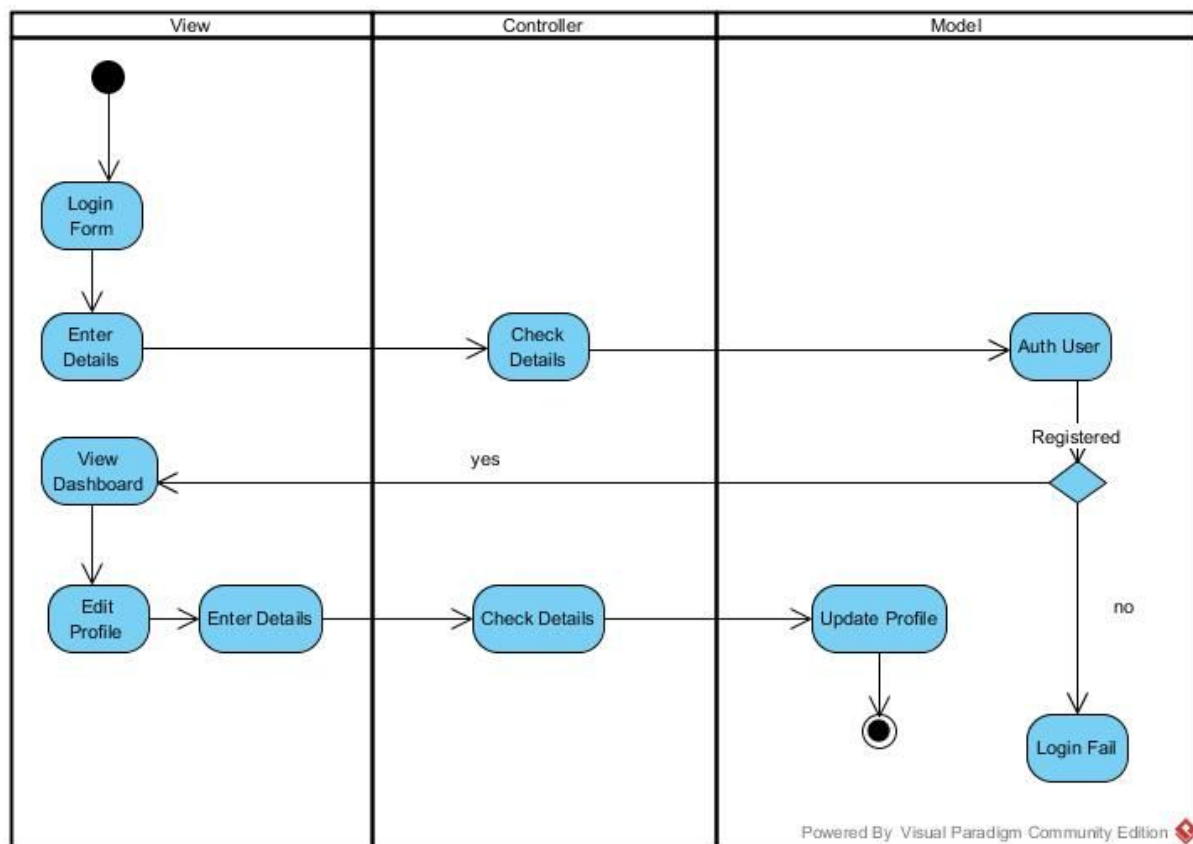 View
Controller
Model
Login
Form
Enter
Details
Check
Details
Auth User
Registered
View
Dashboard
yes
Edit
Profile
Enter Details
Check Details
Update Profile
no
Login Fail
Powered By Visual Paradigm Community Edition